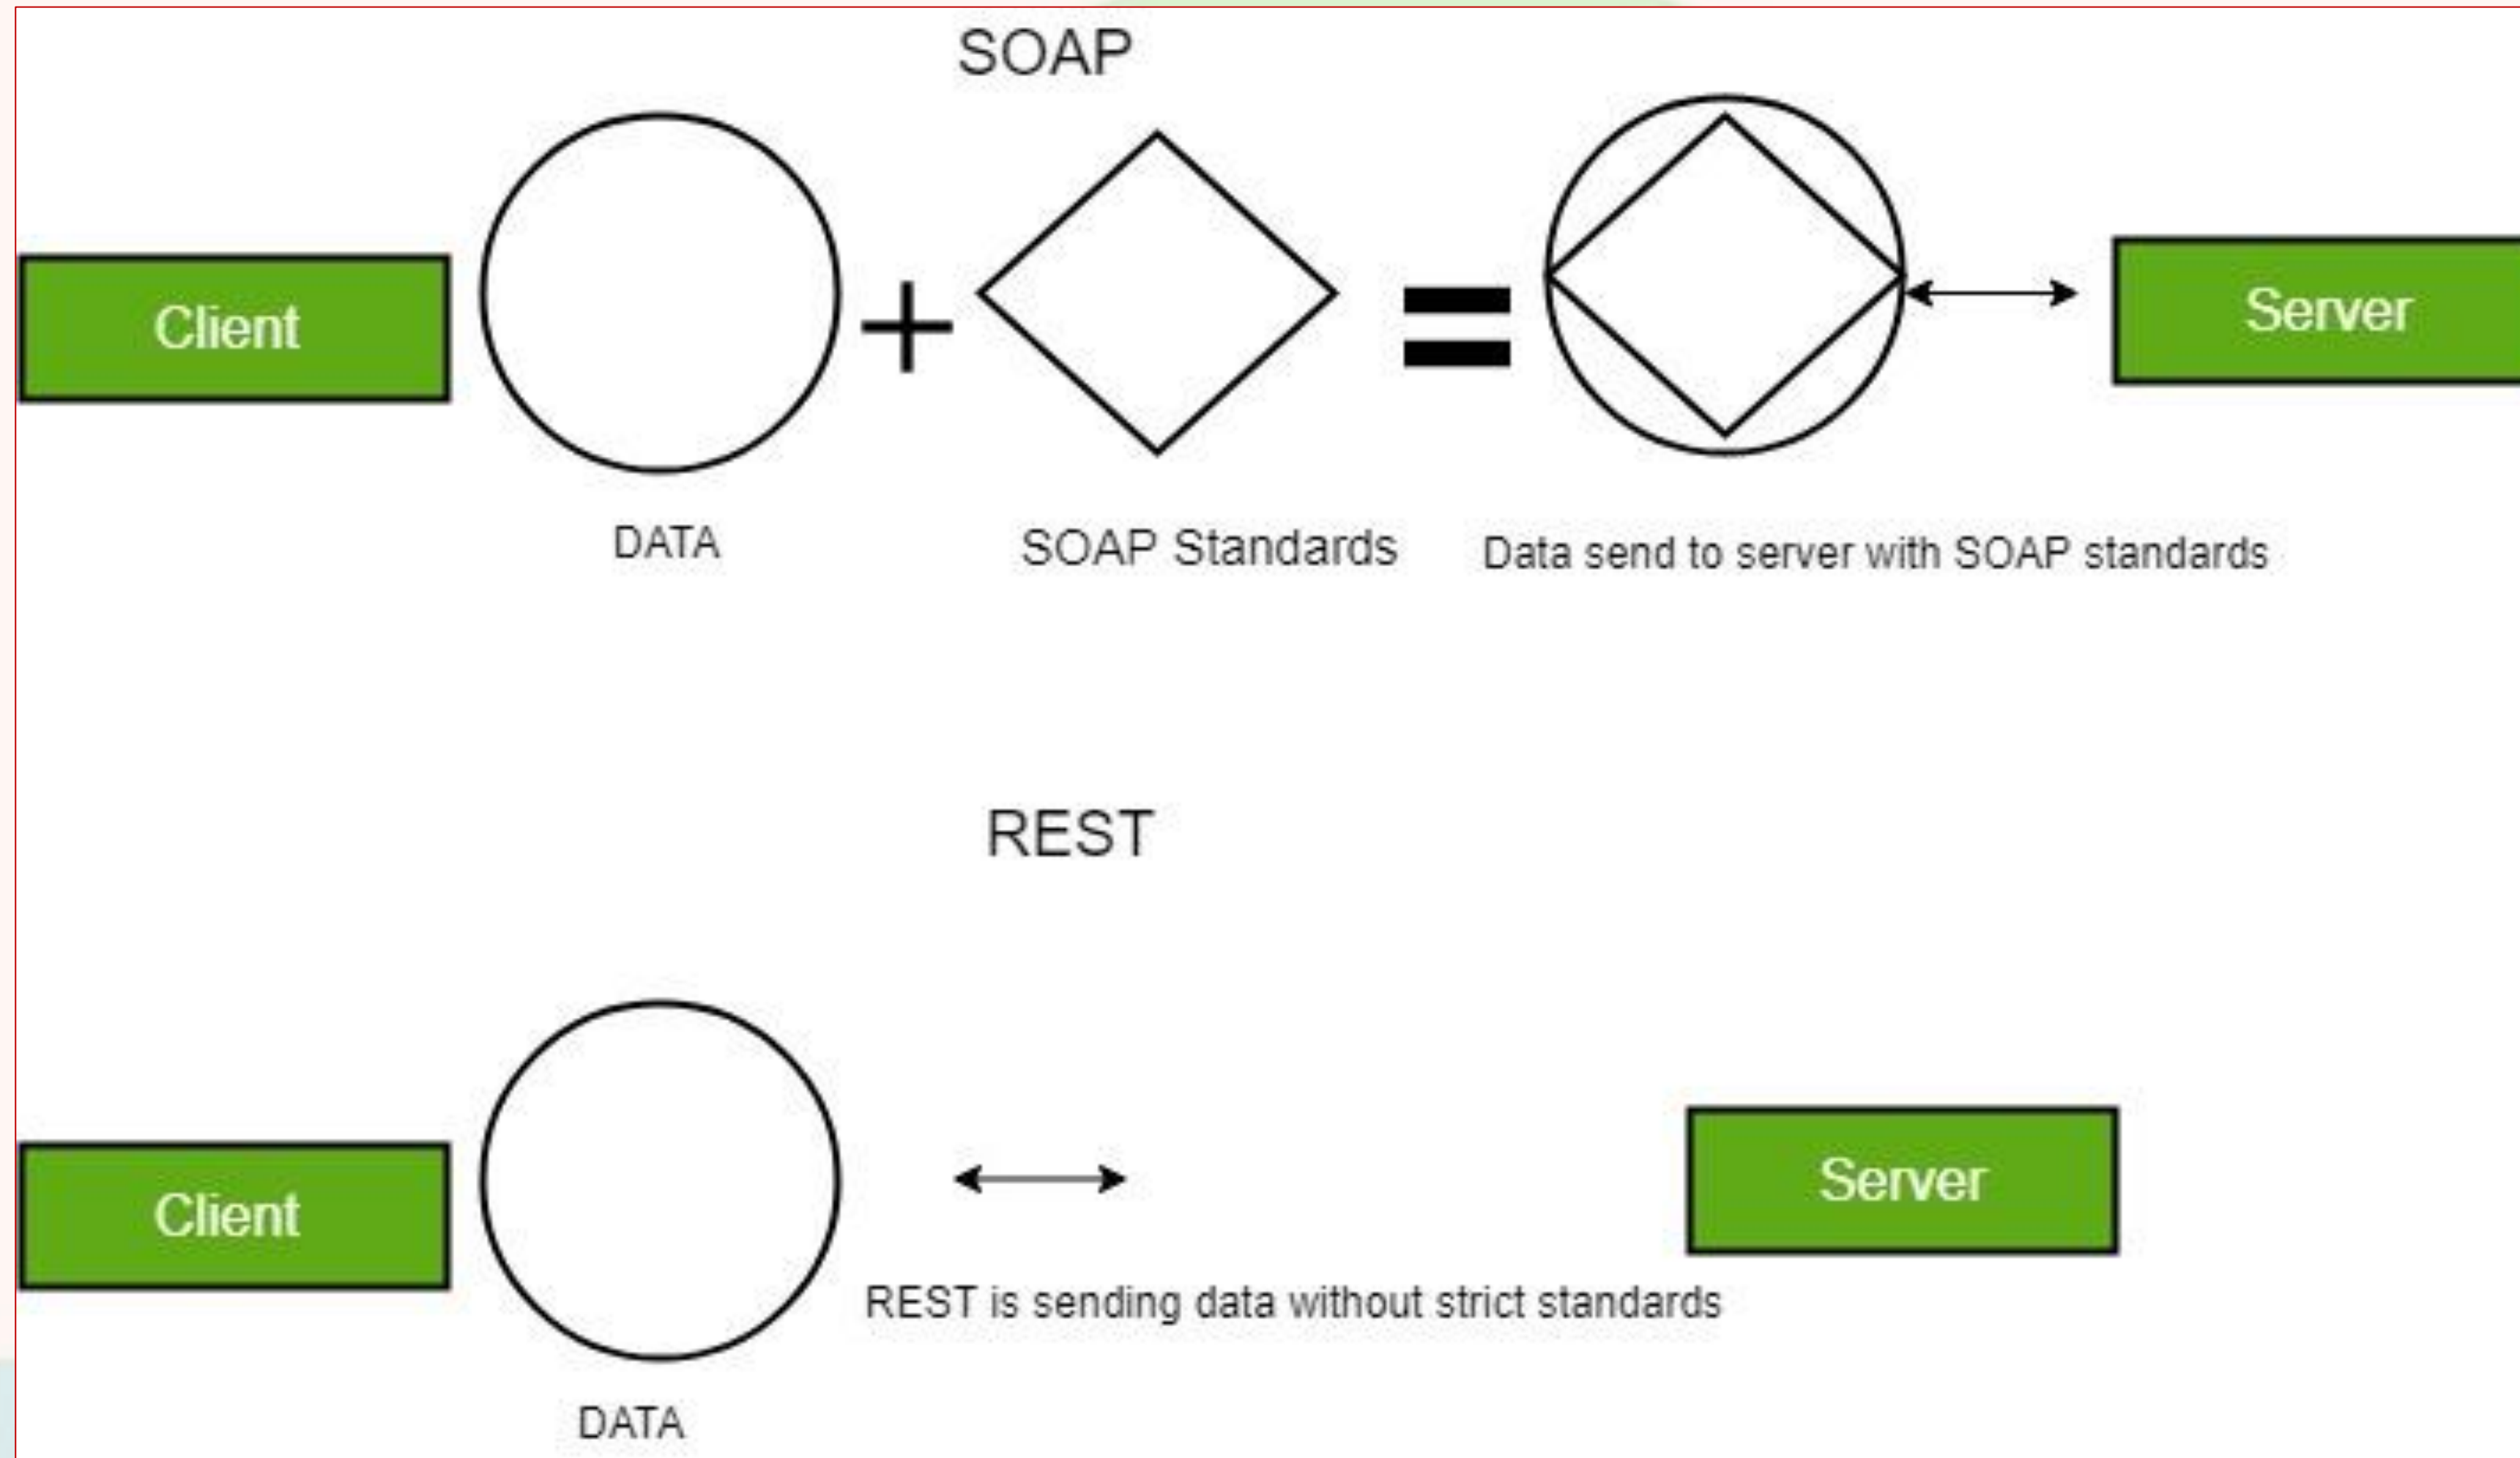 SOAP
Client
Server
DATA
SOAP Standards
Data send to server with SOAP standards
REST
Client
Server
REST is sending data without strict standards
DATA